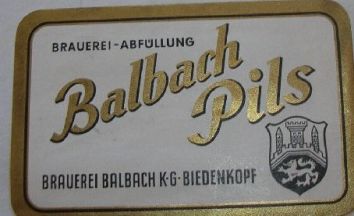 BRAUEREI-ABFÜLLUNG
Balbach
Pils
BRAUEREI BALBACH K·G·BIEDENKOPF